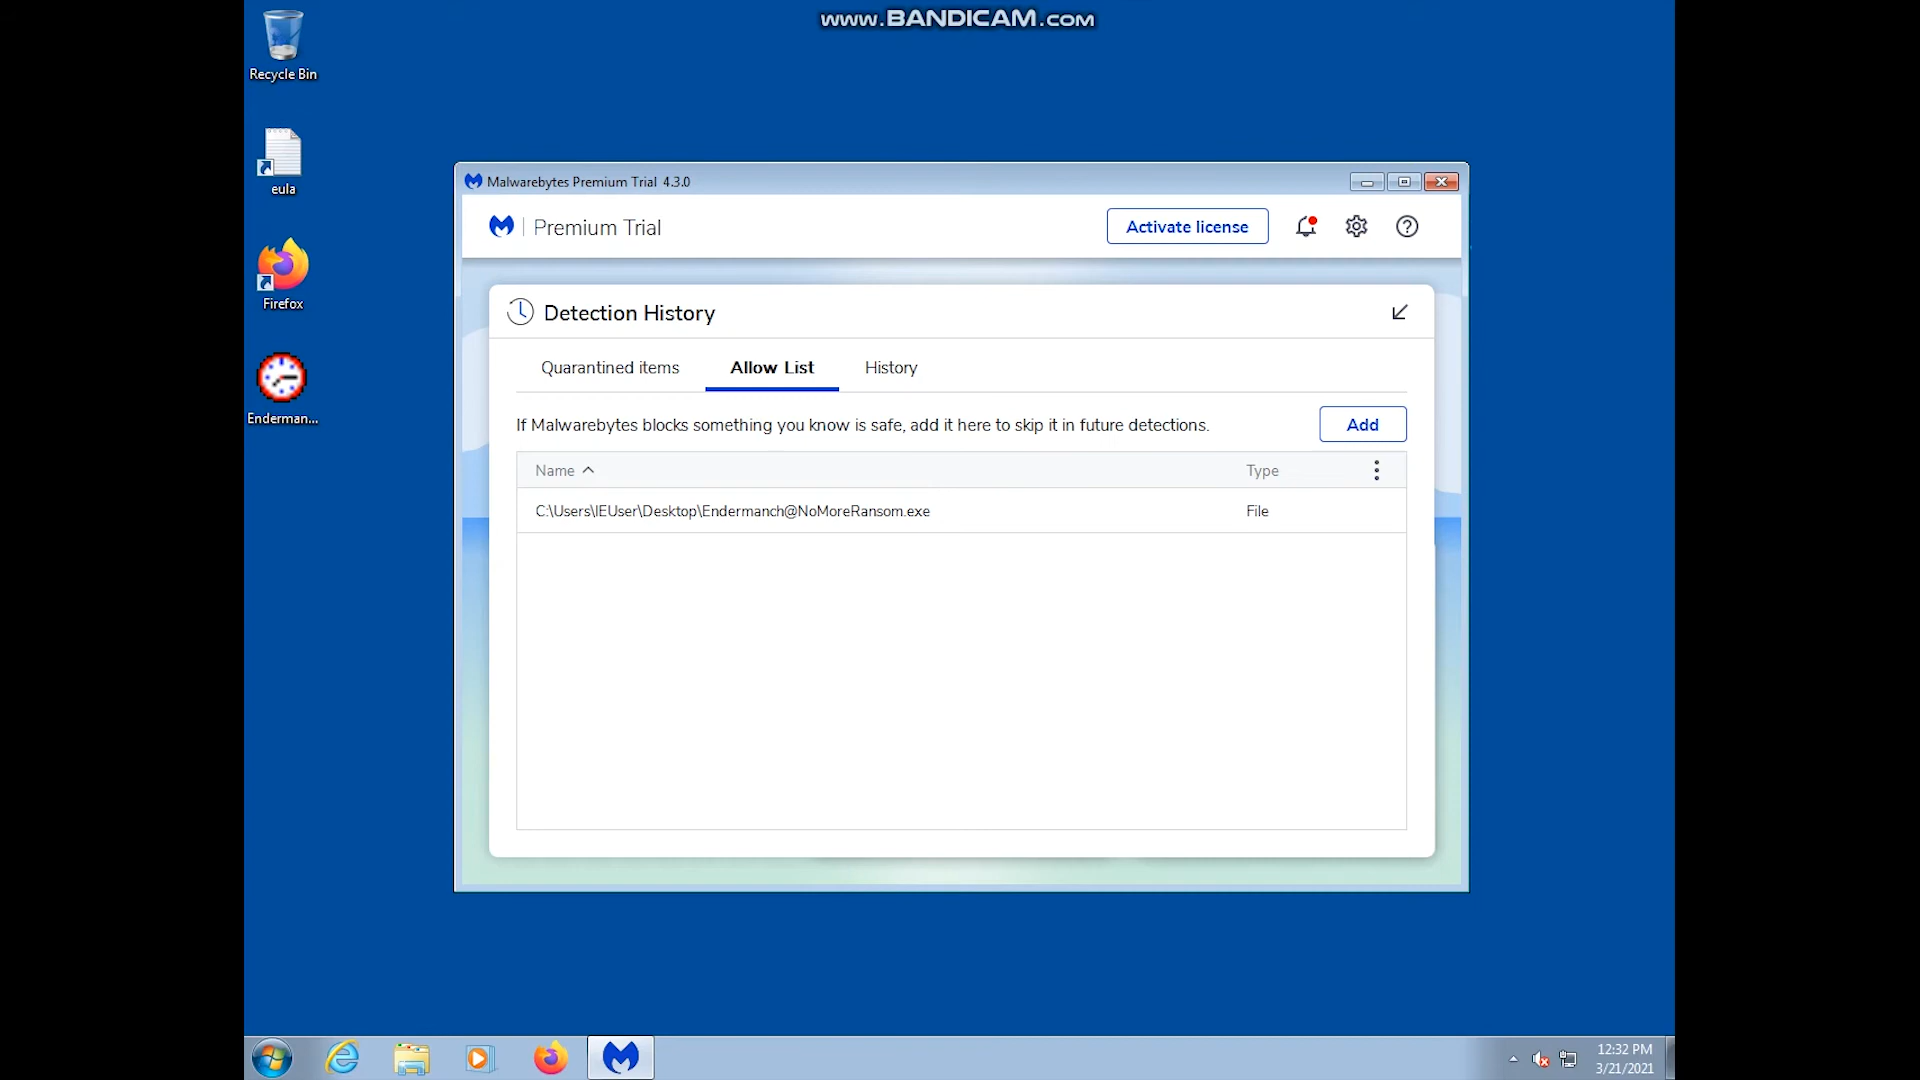 www.BANDICAM.com
Recycle Bin
eula
Firefox
Enderman...
Malwarebytes Premium Trial 4.3.0
Premium Trial
Activate license
Detection History
Quarantined items
Allow List
History
If Malwarebytes blocks something you know is safe, add it here to skip it in future detections.
Add
Name
Type
C:\Users\IEUser\Desktop\Endermanch@NoMoreRansom.exe
File
12:32 PM
3/21/2021